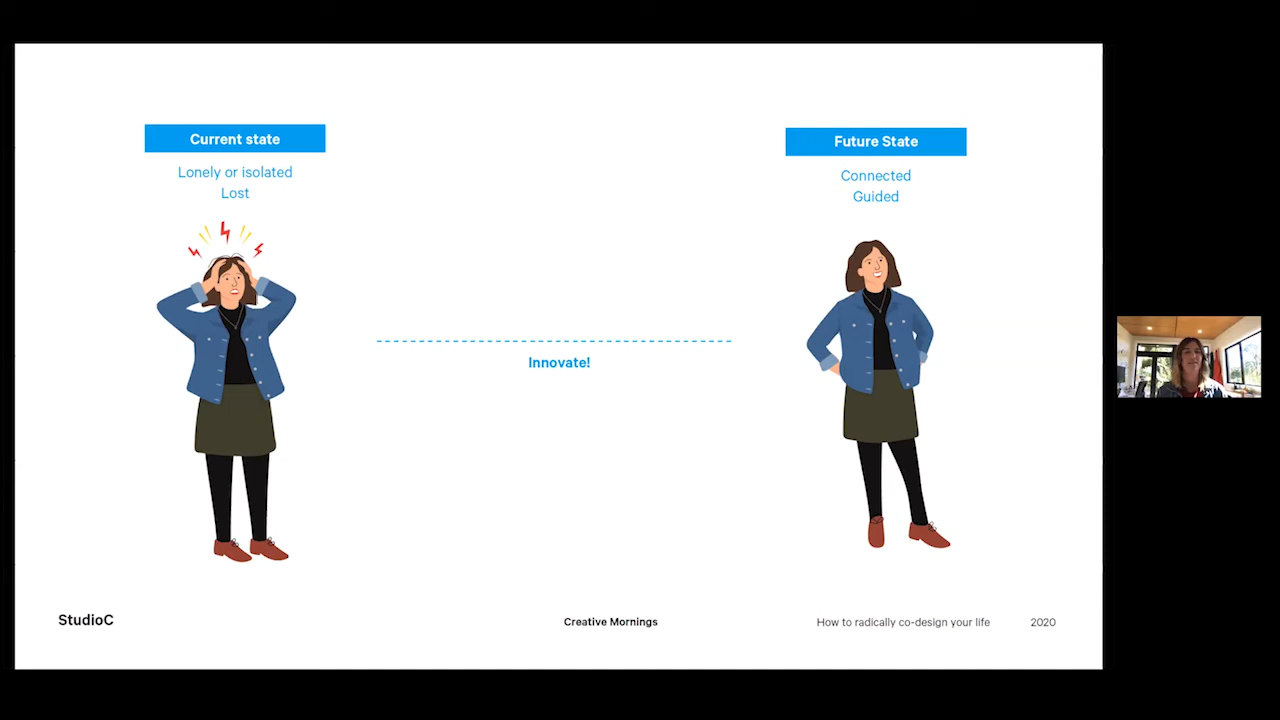 Current state
Lonely or isolated
Lost
Future State
Connected
Guided
Innovate!
StudioC
Creative Mornings
How to radically co-design your life
2020